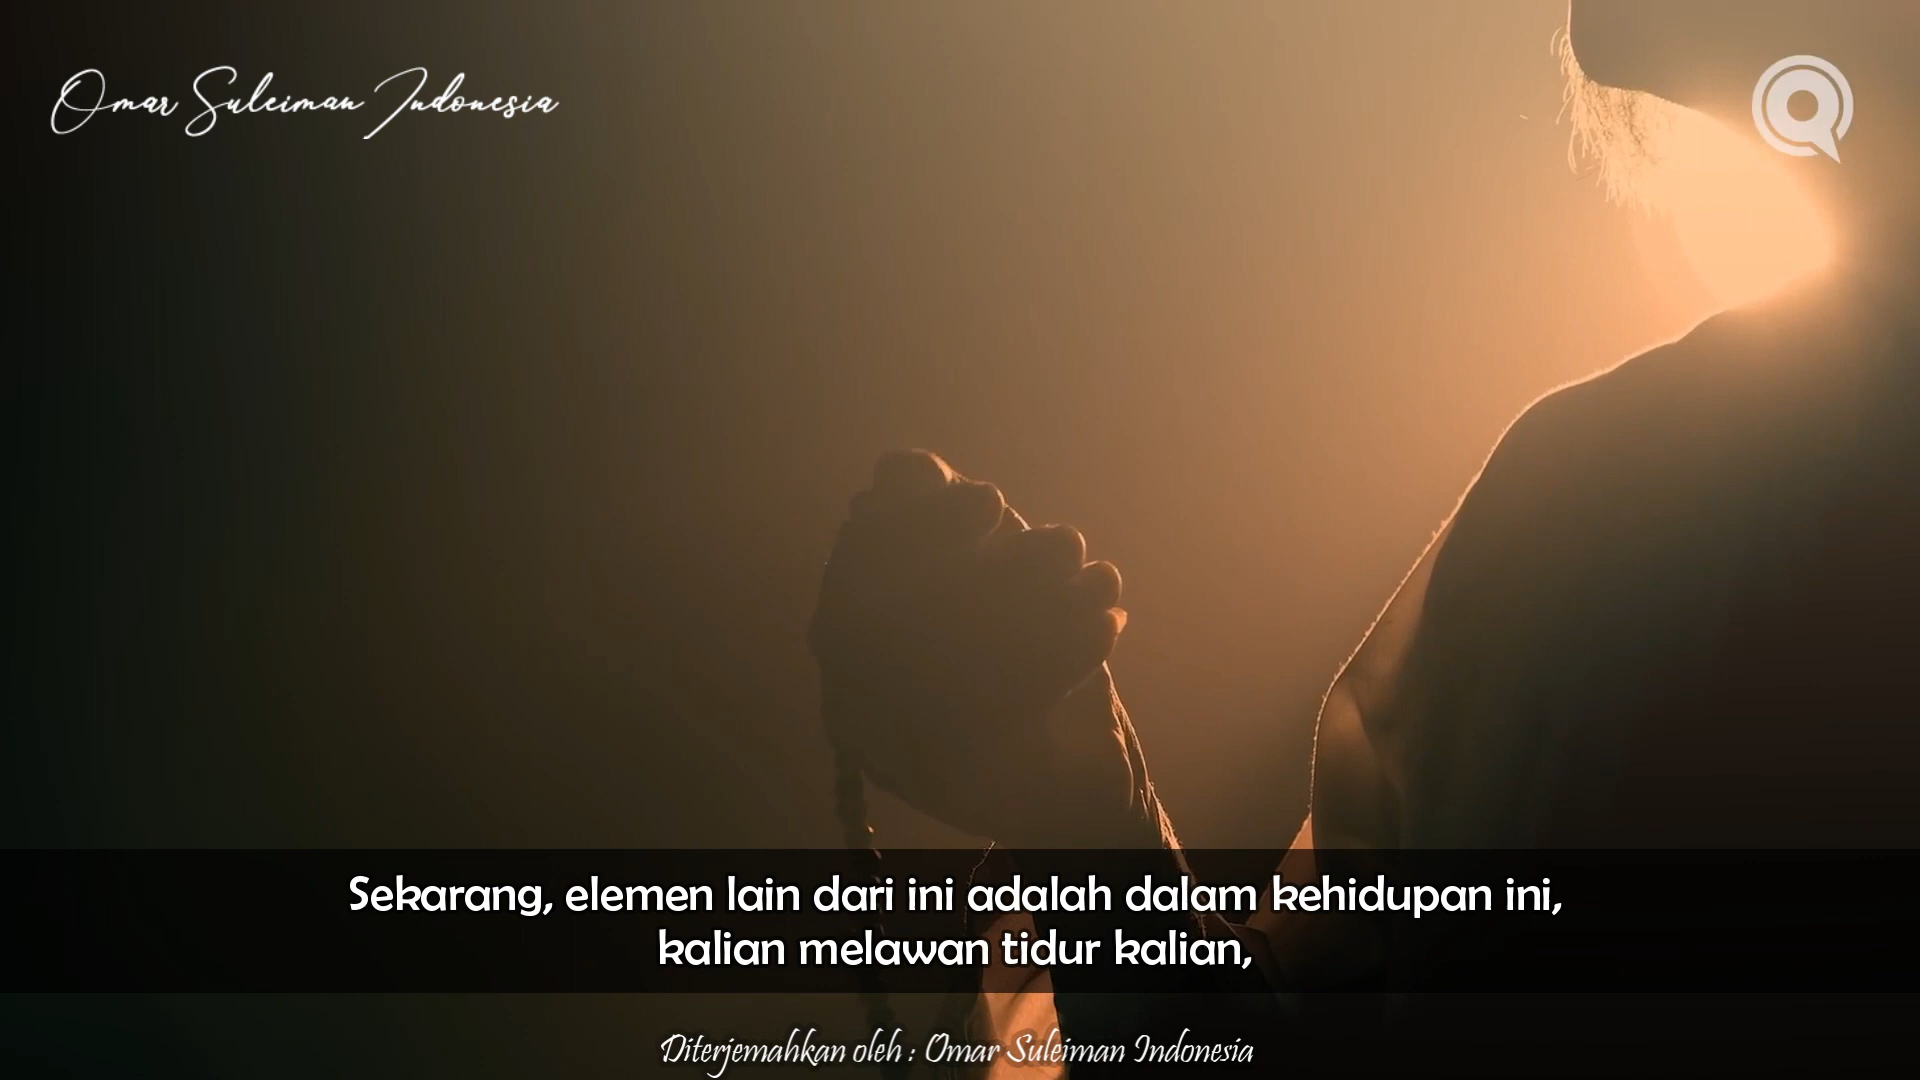 Omar Suleiman Indonesia
Sekarang, elemen lain dari ini adalah dalam kehidupan ini,
kalian melawan tidur kalian,
Diterjemahkan oleh : Omar Suleiman Indonesia